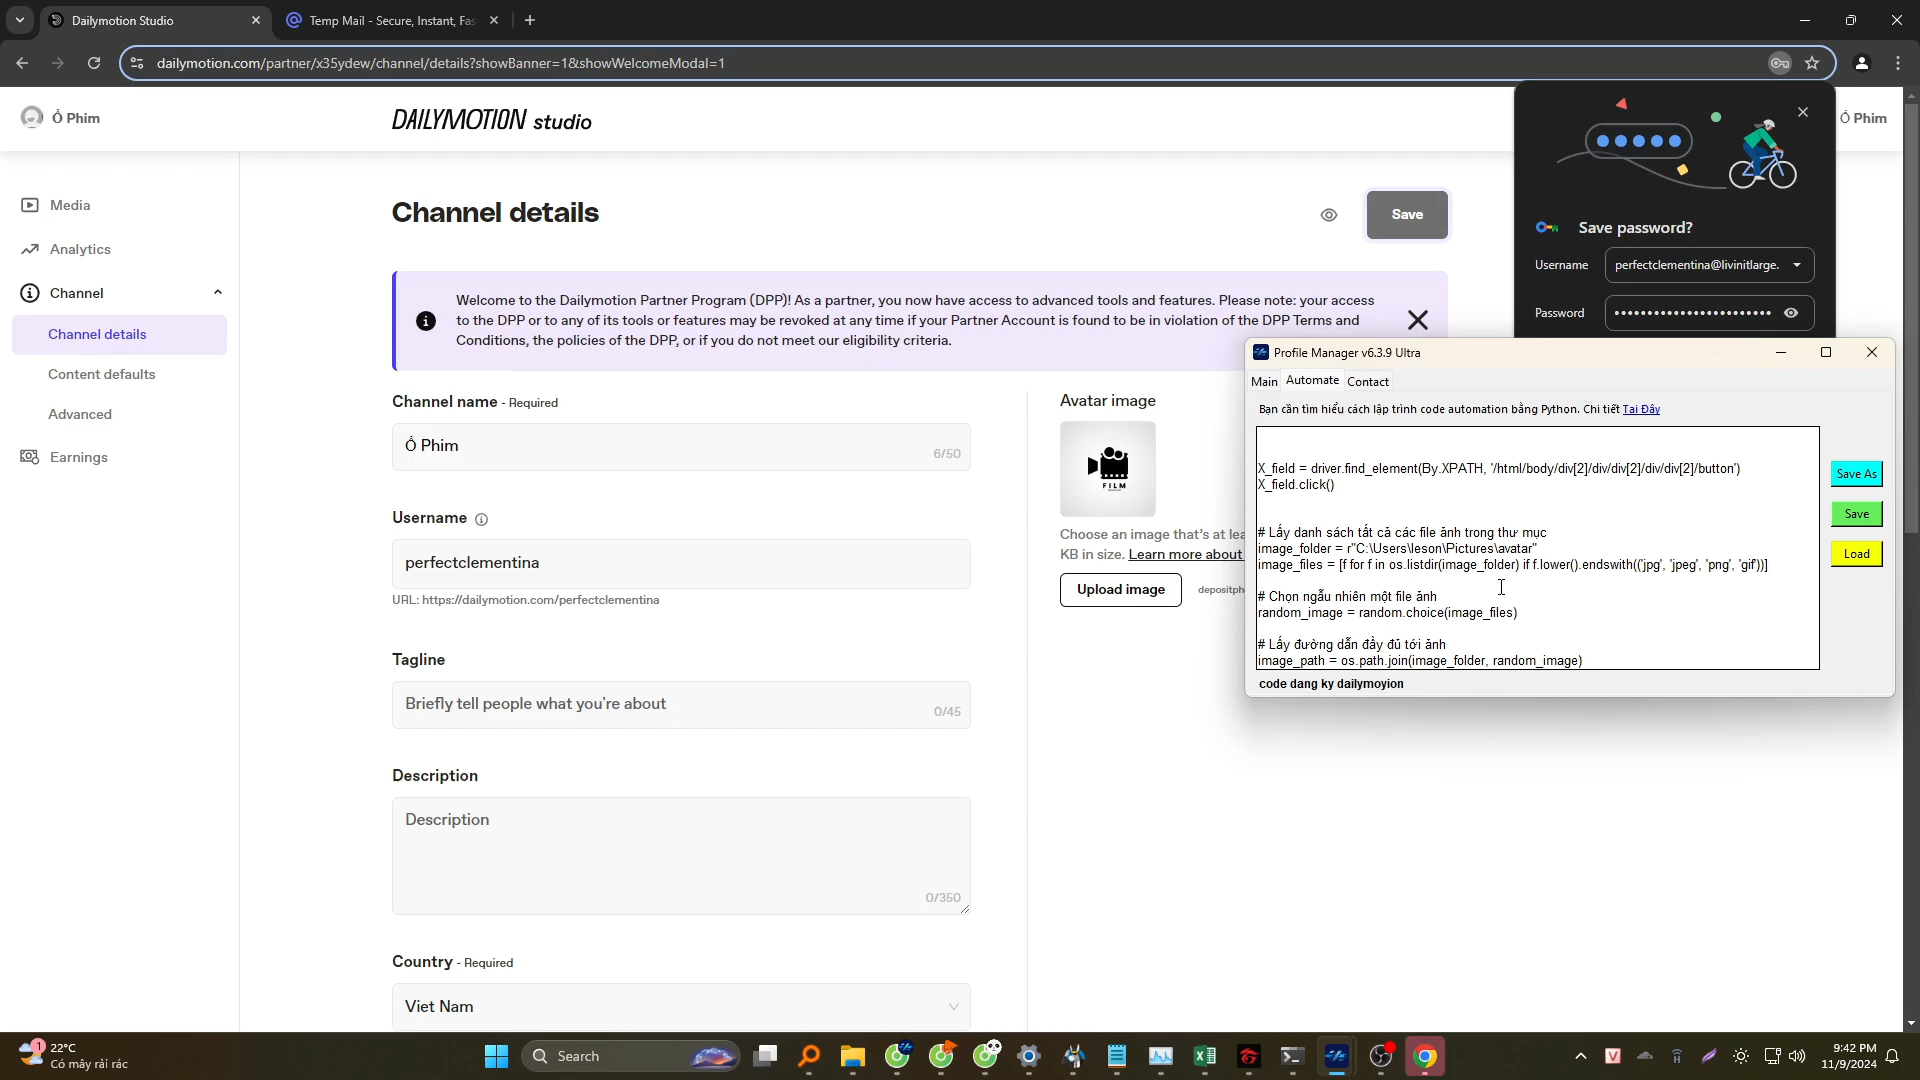 Dailymotion Studio
Temp Mail - Secure, Instant, Fas
dailymotion.com/partner/x35ydew/channel/details?showBanner=1&showWelcomeModal=1
Ổ Phim
DAILYMOTION studio
Ổ Phim
Media
Analytics
Channel
Channel details
Content defaults
Advanced
Earnings
Channel details
Save
Welcome to the Dailymotion Partner Program (DPP)! As a partner, you now have access to advanced tools and features. Please note: your access
to the DPP or to any of its tools or features may be revoked at any time if your Partner Account is found to be in violation of the DPP Terms and
Conditions, the policies of the DPP, or if you do not meet our eligibility criteria.
Channel name - Required
Ổ Phim
6/50
Username
perfectclementina
URL: https://dailymotion.com/perfectclementina
Tagline
Briefly tell people what you're about
0/45
Description
Description
0/350
Country - Required
Viet Nam
Avatar image
FILM
Choose an image that's at lea
KB in size. Learn more about
Upload image
depositph
Save password?
Username
perfectclementina@livinitlarge.
Password
Profile Manager v6.3.9 Ultra
Main
Automate
Contact
Bạn cần tìm hiểu cách lập trình code automation bằng Python. Chi tiết Tại Đây
X_field = driver.find_element(By.XPATH, '/html/body/div[2]/div/div[2]/div/div[2]/button')
X_field.click()
# Lấy danh sách tất cả các file ảnh trong thư mục
image_folder = r"C:\Users\leson\Pictures\avatar"
image_files = [f for f in os.listdir(image_folder) if f.lower().endswith(('jpg', 'jpeg', 'png', 'gif'))]
# Chọn ngẫu nhiên một file ảnh
random_image = random.choice(image_files)
# Lấy đường dẫn đầy đủ tới ảnh
image_path = os.path.join(image_folder, random_image)
Save As
Save
Load
code dang ky dailymoyion
1
22°C
Có mây rải rác
Search
9:42 PM
11/9/2024